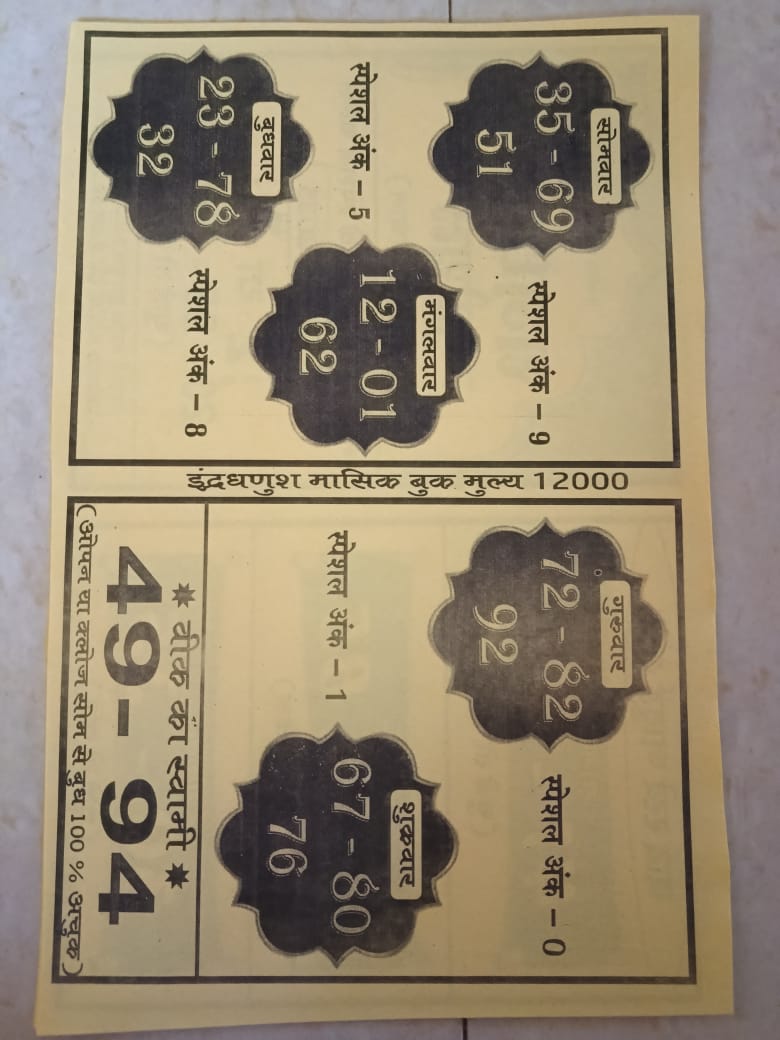 सोमवार
35 - 69
51
स्पेशल अंक – 9
मंगलवार
12 - 01
62
स्पेशल अंक – 5
बुधवार
23 - 78
32
स्पेशल अंक – 8
इंद्रधणुश मासिक बुक मुल्य 12000
गुरुवार
72 - 82
92
स्पेशल अंक – 0
शुक्रवार
67 - 80
76
स्पेशल अंक – 1
* वीक का स्वामी *
49- 94
(ओपन या क्लोज सोम से बुध 100 % अचुक)